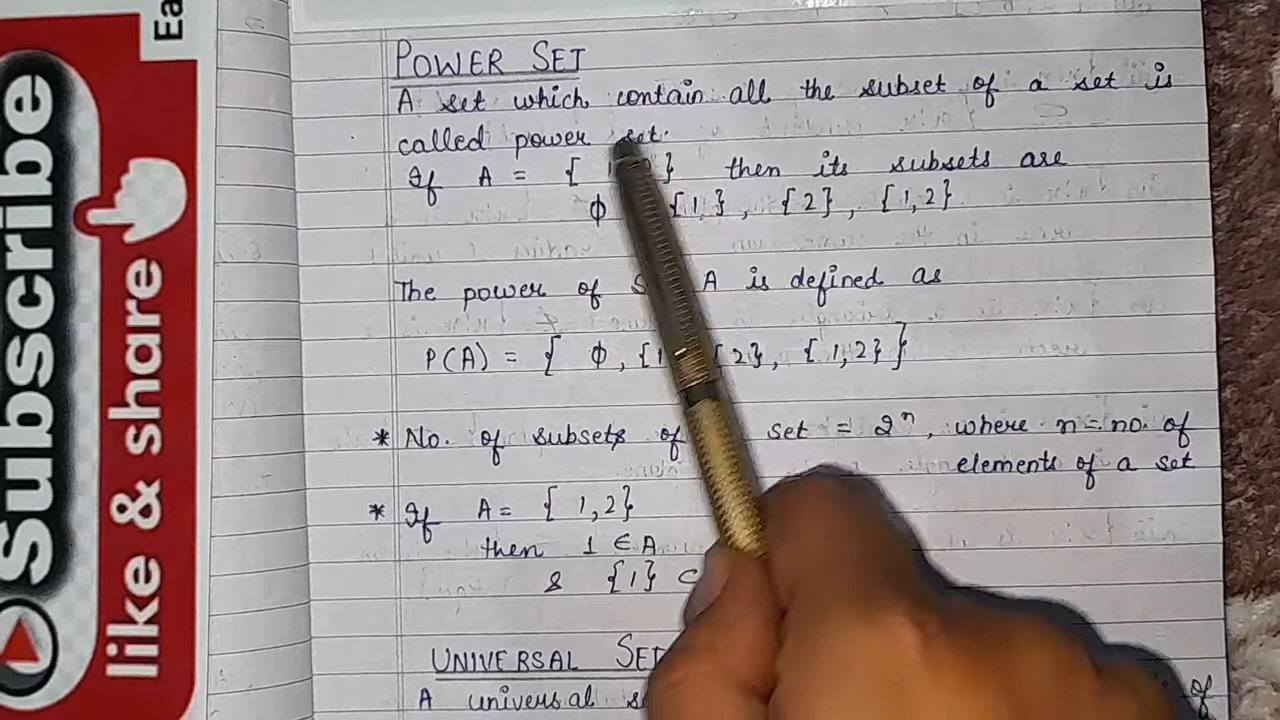 Ea
Subscribe
like & share
POWER SET
A set which contain all the subset of a set is
called power set.
If A = { } then its subsets are
ϕ {1,}, {2}, {1,2}
The power of A is defined as
P(A) = { ϕ, {1 2}, {1,2} }
* No. of subsets of set = 2ⁿ, where n = no. of
elements of a set
* If A = { 1,2}
then 1 ∈ A
& {1} ⊂
UNIVERSAL SET
A universal of